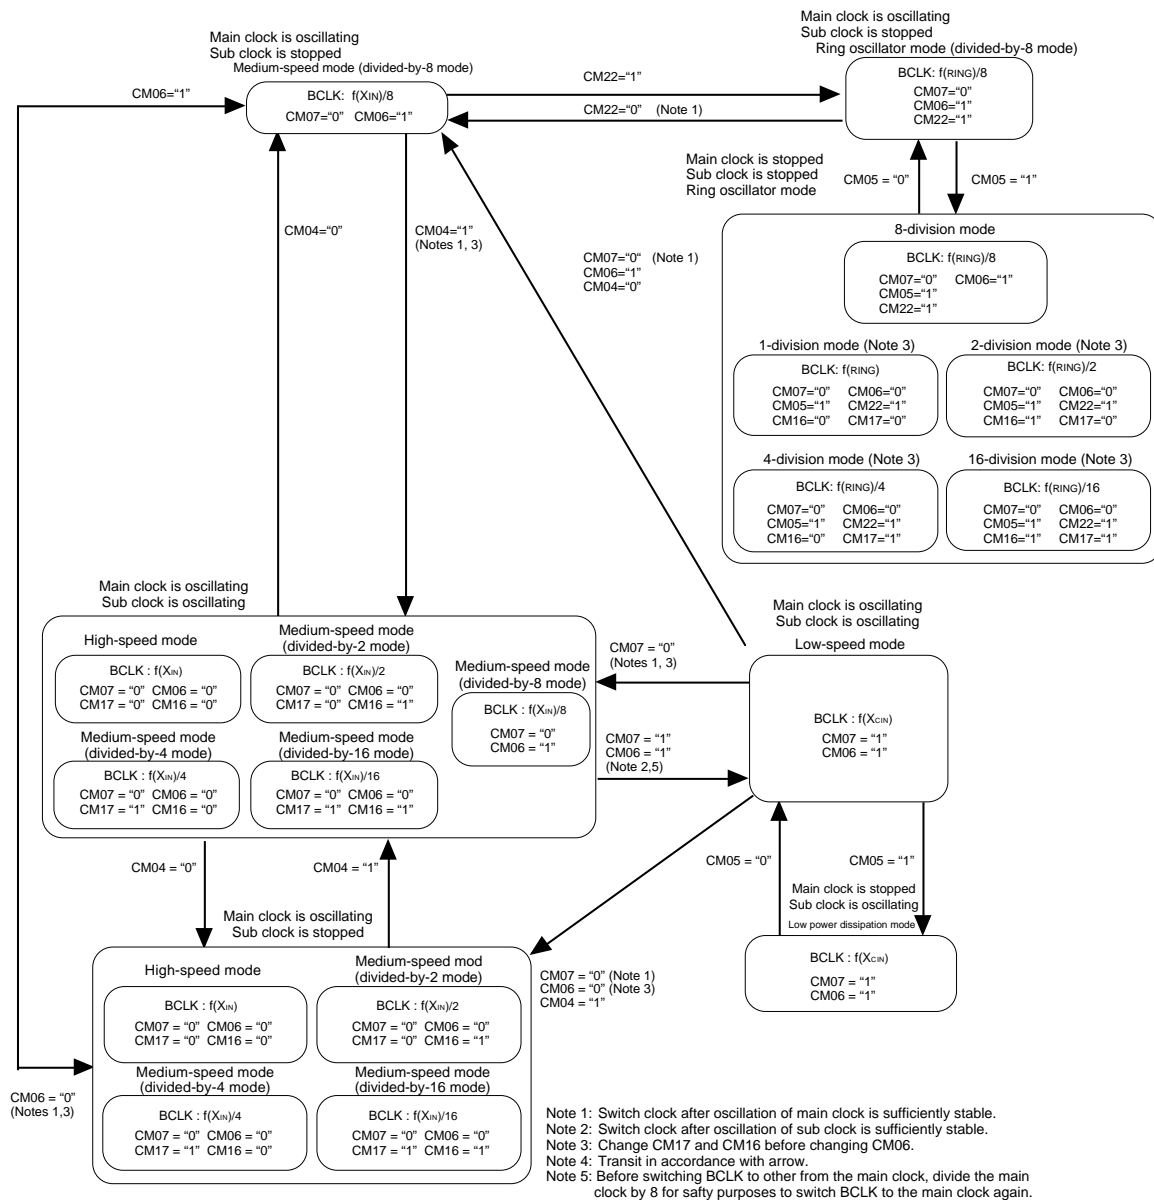 Main clock is oscillating
Sub clock is stopped
Medium-speed mode (divided-by-8 mode)
BCLK: f(XIN)/8
CM07=“0” CM06=“1”
CM06=“1”
CM22=“1”
CM22=“0” (Note 1)
Main clock is oscillating
Sub clock is stopped
Ring oscillator mode (divided-by-8 mode)
BCLK: f(RING)/8
CM07=“0”
CM06=“1”
CM22=“1”
Main clock is stopped
Sub clock is stopped
Ring oscillator mode
CM05 = “0”
CM05 = “1”
CM04=“0”
CM04=“1”
(Notes 1, 3)
CM07=“0“ (Note 1)
CM06=“1”
CM04=“0”
8-division mode
BCLK: f(RING)/8
CM07=“0” CM06=“1”
CM05=“1”
CM22=“1”
1-division mode (Note 3)
BCLK: f(RING)
CM07=“0” CM06=“0”
CM05=“1” CM22=“1”
CM16=“0” CM17=“0”
2-division mode (Note 3)
BCLK: f(RING)/2
CM07=“0” CM06=“0”
CM05=“1” CM22=“1”
CM16=“1” CM17=“0”
4-division mode (Note 3)
BCLK: f(RING)/4
CM07=“0” CM06=“0”
CM05=“1” CM22=“1”
CM16=“0” CM17=“1”
16-division mode (Note 3)
BCLK: f(RING)/16
CM07=“0” CM06=“0”
CM05=“1” CM22=“1”
CM16=“1” CM17=“1”
Main clock is oscillating
Sub clock is oscillating
High-speed mode
BCLK : f(XIN)
CM07 = “0” CM06 = “0”
CM17 = “0” CM16 = “0”
Medium-speed mode
(divided-by-2 mode)
BCLK : f(XIN)/2
CM07 = “0” CM06 = “0”
CM17 = “0” CM16 = “1”
Medium-speed mode
(divided-by-8 mode)
BCLK : f(XIN)/8
CM07 = “0”
CM06 = “1”
Medium-speed mode
(divided-by-4 mode)
BCLK : f(XIN)/4
CM07 = “0” CM06 = “0”
CM17 = “1” CM16 = “0”
Medium-speed mode
(divided-by-16 mode)
BCLK : f(XIN)/16
CM07 = “0” CM06 = “0”
CM17 = “1” CM16 = “1”
CM07 = “0”
(Notes 1, 3)
CM07 = “1”
CM06 = “1”
(Note 2,5)
Main clock is oscillating
Sub clock is oscillating
Low-speed mode
BCLK : f(XCIN)
CM07 = “1”
CM06 = “1”
CM04 = “0”
CM04 = “1”
CM05 = “0”
CM05 = “1”
Main clock is stopped
Sub clock is oscillating
Low power dissipation mode
BCLK : f(XCIN)
CM07 = “1”
CM06 = “1”
Main clock is oscillating
Sub clock is stopped
High-speed mode
BCLK : f(XIN)
CM07 = “0” CM06 = “0”
CM17 = “0” CM16 = “0”
Medium-speed mod
(divided-by-2 mode)
BCLK : f(XIN)/2
CM07 = “0” CM06 = “0”
CM17 = “0” CM16 = “1”
CM07 = “0” (Note 1)
CM06 = “0” (Note 3)
CM04 = “1”
Medium-speed mode
(divided-by-4 mode)
BCLK : f(XIN)/4
CM07 = “0” CM06 = “0”
CM17 = “1” CM16 = “0”
Medium-speed mode
(divided-by-16 mode)
BCLK : f(XIN)/16
CM07 = “0” CM06 = “0”
CM17 = “1” CM16 = “1”
CM06 = “0”
(Notes 1,3)
Note 1: Switch clock after oscillation of main clock is sufficiently stable.
Note 2: Switch clock after oscillation of sub clock is sufficiently stable.
Note 3: Change CM17 and CM16 before changing CM06.
Note 4: Transit in accordance with arrow.
Note 5: Before switching BCLK to other from the main clock, divide the main
clock by 8 for safty purposes to switch BCLK to the main clock again.